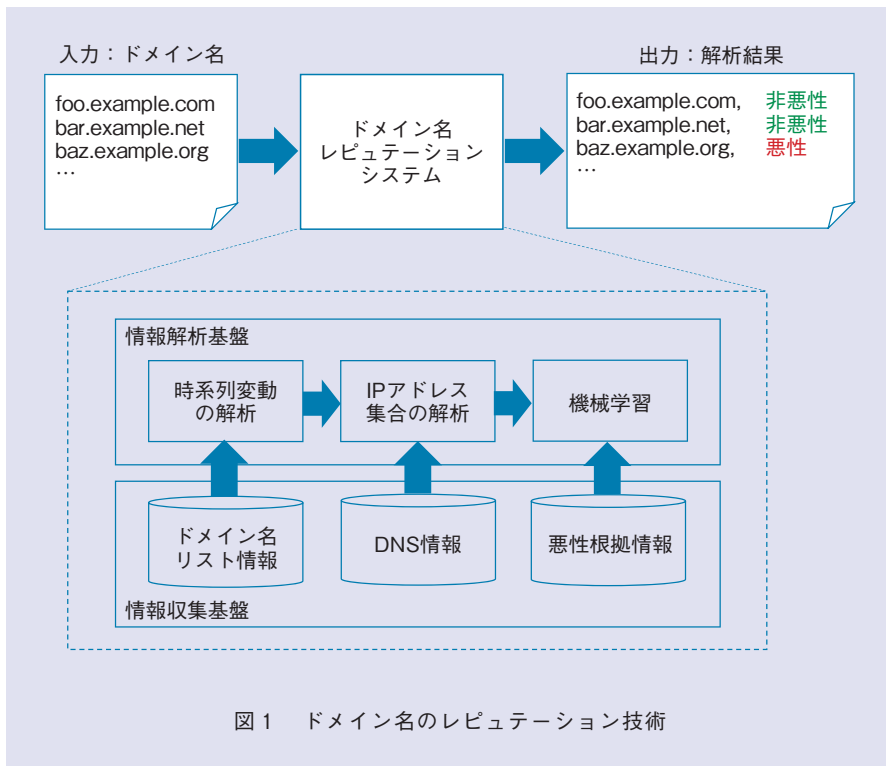 入力：ドメイン名
foo.example.com
bar.example.net
baz.example.org
…
ドメイン名
レピュテーション
システム
出力：解析結果
foo.example.com, 非悪性
bar.example.net, 非悪性
baz.example.org, 悪性
…
情報解析基盤
時系列変動
の解析
IPアドレス
集合の解析
機械学習
ドメイン名
リスト情報
DNS情報
悪性根拠情報
情報収集基盤
図1 ドメイン名のレピュテーション技術